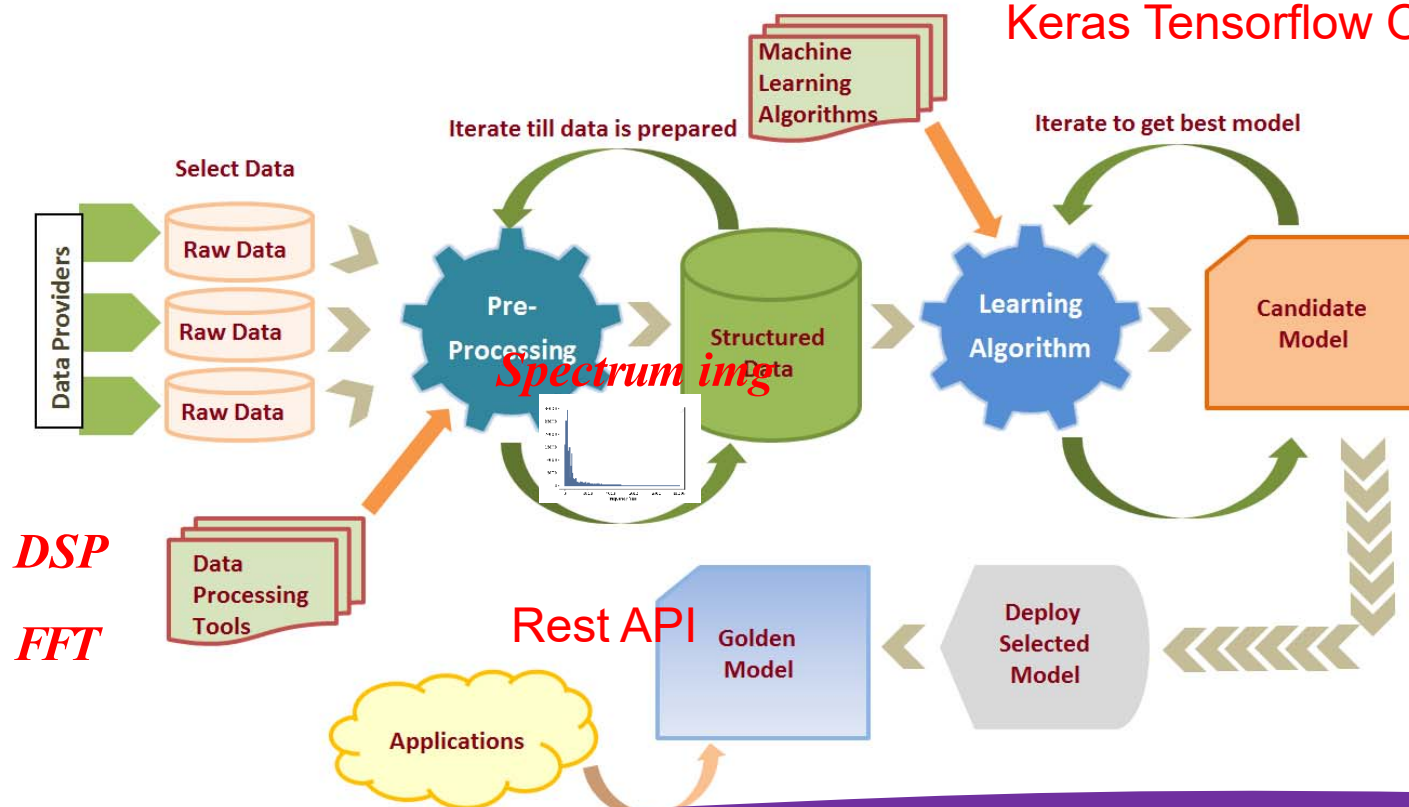 Keras Tensorflow C
Machine
Learning
Algorithms
Iterate till data is prepared
Iterate to get best model
Select Data
Data Providers
Raw Data
Raw Data
Raw Data
Pre-
Processing
Structured
Data
Spectrum img
Learning
Algorithm
Candidate
Model
DSP
FFT
Data
Processing
Tools
Rest API
Golden
Model
Deploy
Selected
Model
Applications